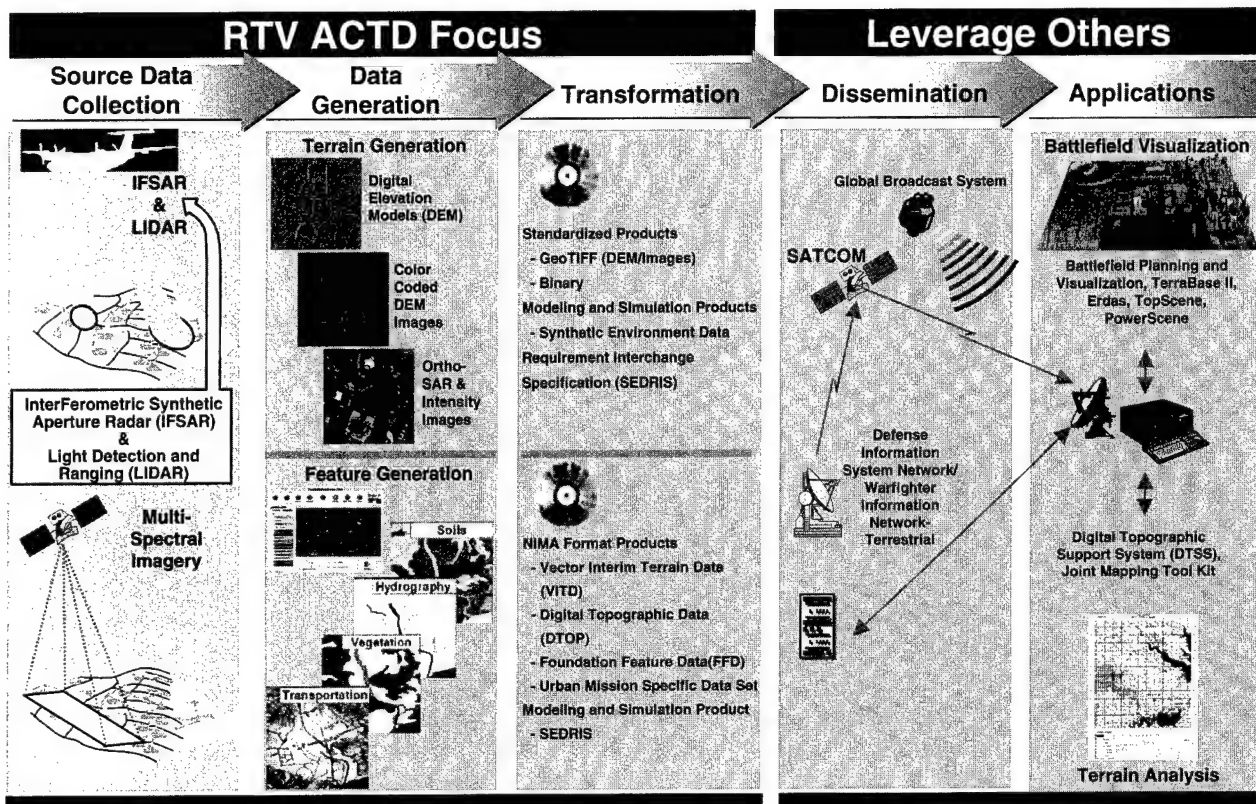 RTV ACTD Focus
Leverage Others
Source Data
Collection
Data
Generation
Transformation
Dissemination
Applications
IFSAR
&
LIDAR
InterFerometric Synthetic
Aperture Radar (IFSAR)
&
Light Detection and
Ranging (LIDAR)
Multi-
Spectral
Imagery
Terrain Generation
Digital
Elevation
Models (DEM)
Color
Coded
DEM
Images
Ortho-
SAR &
Intensity
Images
Feature Generation
Soils
Hydrography
Vegetation
Transportation
Standardized Products
- GeoTIFF (DEM/Images)
- Binary
Modeling and Simulation Products
- Synthetic Environment Data
Requirement Interchange
Specification (SEDRIS)
NIMA Format Products
- Vector Interim Terrain Data
(VITD)
- Digital Topographic Data
(DTOP)
- Foundation Feature Data(FFD)
- Urban Mission Specific Data Set
Modeling and Simulation Product
- SEDRIS
Global Broadcast System
SATCOM
Defense
Information
System Network/
Warfighter
Information
Network-
Terrestrial
Battlefield Visualization
Battlefield Planning and
Visualization, TerraBase II,
Erdas, TopScene,
PowerScene
Digital Topographic
Support System (DTSS),
Joint Mapping Tool Kit
Terrain Analysis